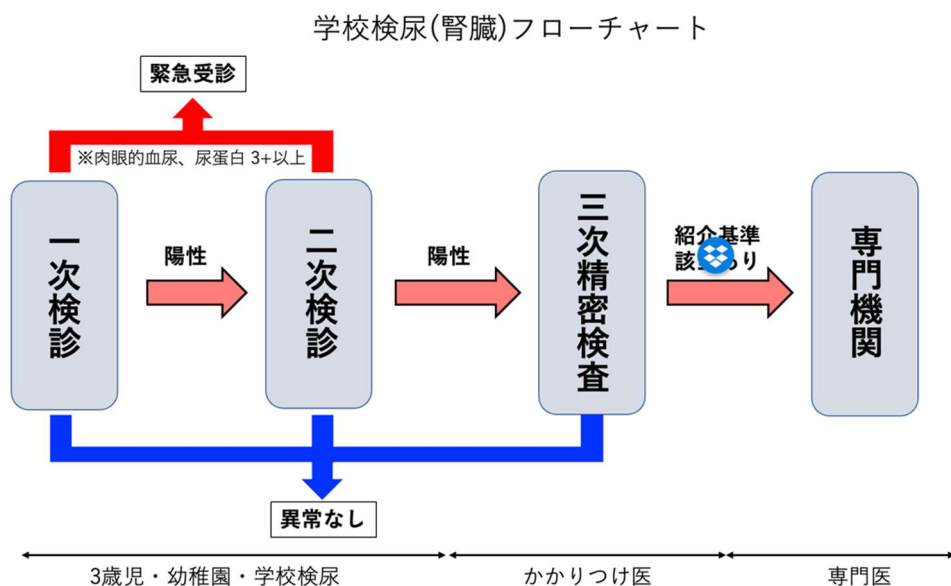 学校検尿(腎臓)フローチャート
緊急受診
※肉眼的血尿、尿蛋白 3+以上
一次検診
陽性
二次検診
陽性
三次精密検査
紹介基準
該 あり
専門機関
異常なし
3歳児・幼稚園・学校検尿
かかりつけ医
専門医